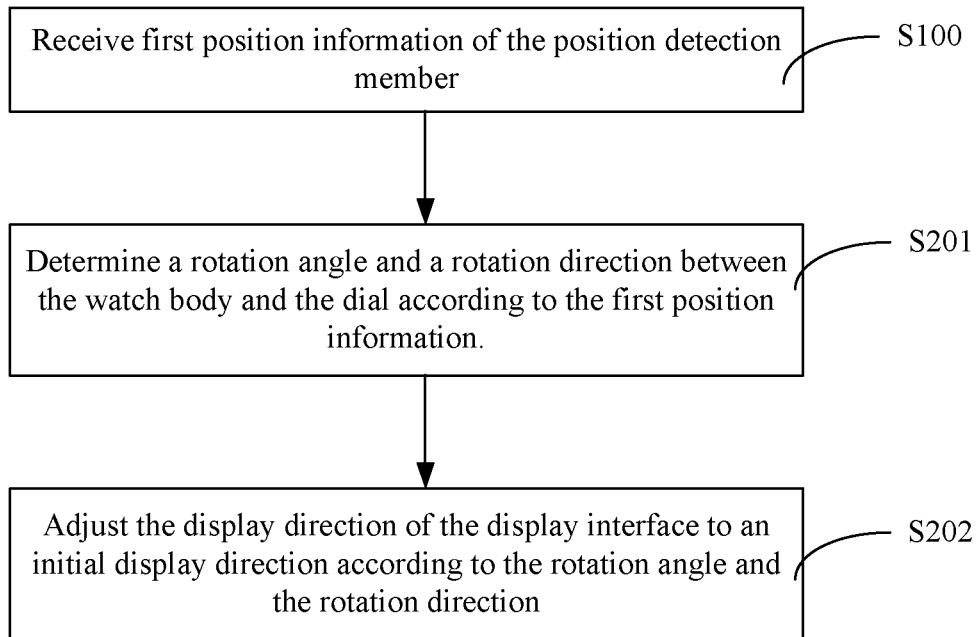 Receive first position information of the position detection
member
S100
Determine a rotation angle and a rotation direction between
the watch body and the dial according to the first position
information.
S201
Adjust the display direction of the display interface to an
initial display direction according to the rotation angle and
the rotation direction
S202